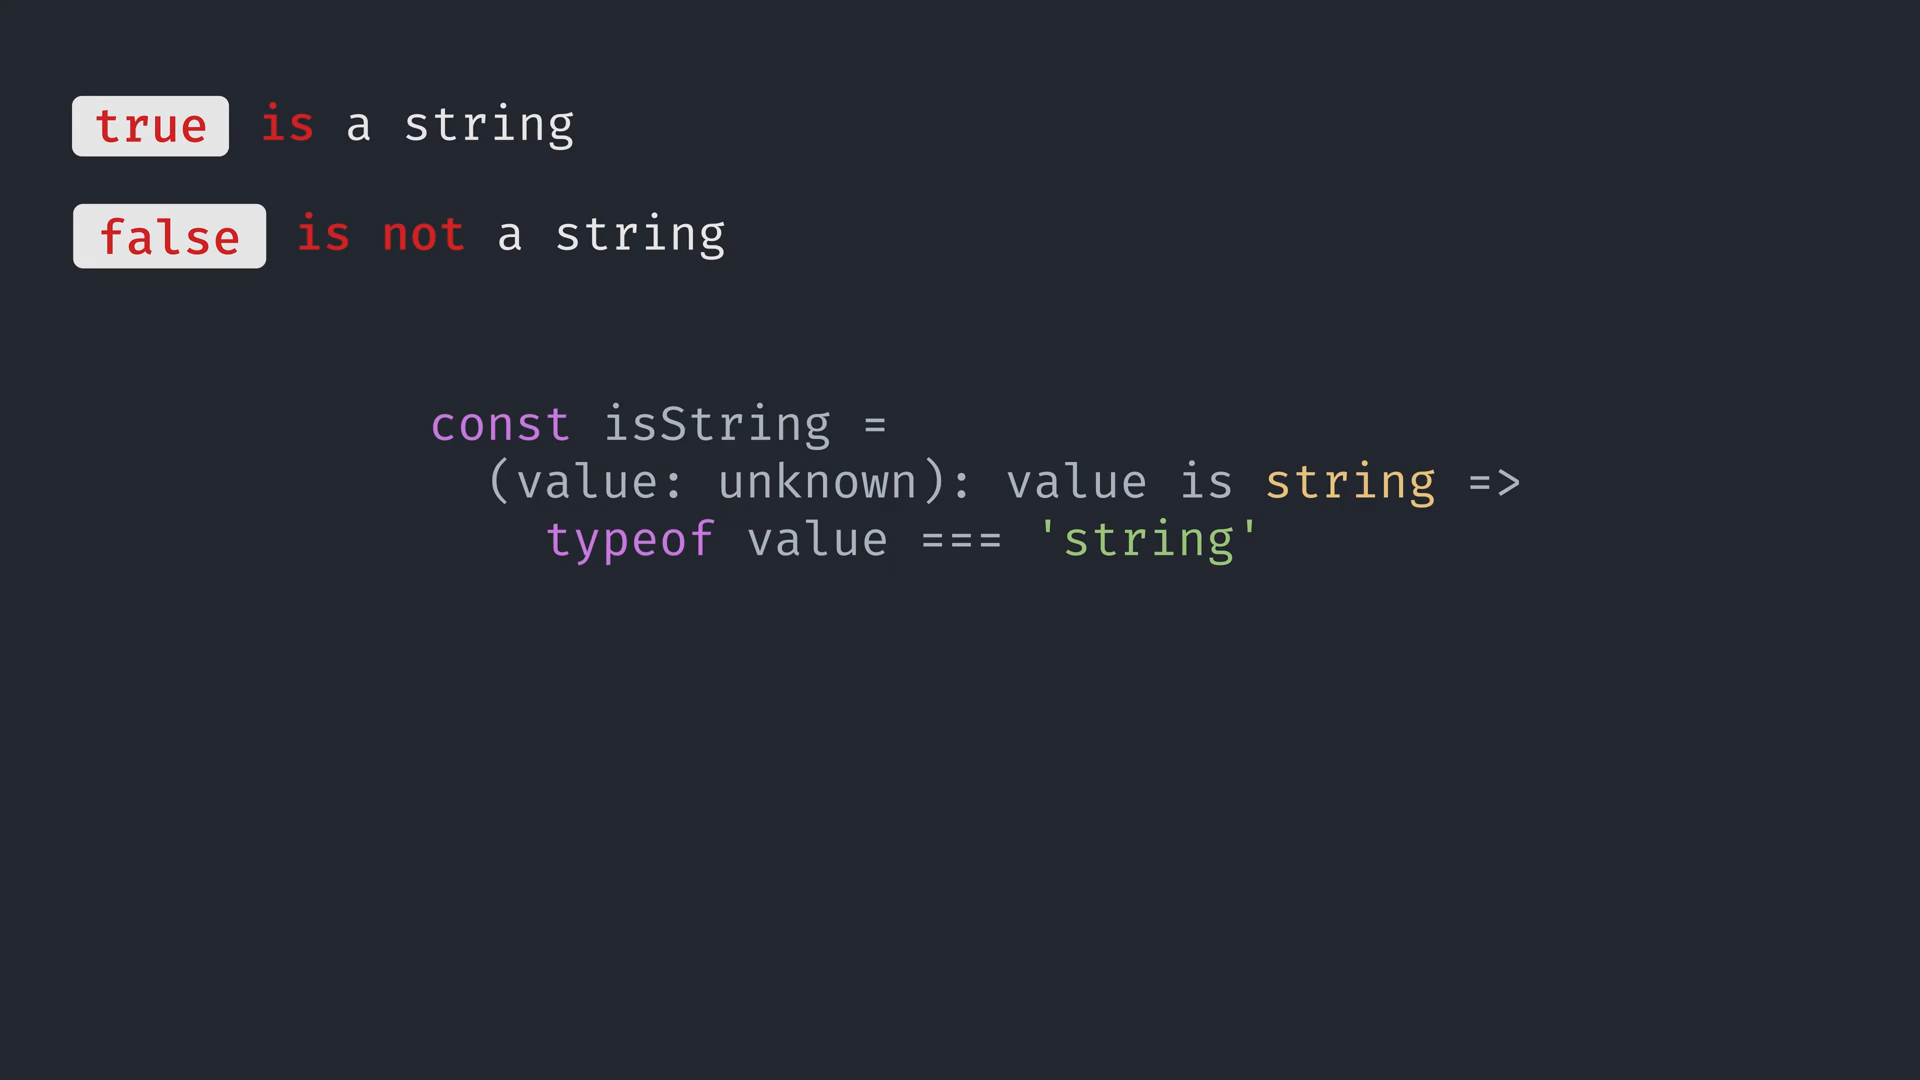 true is a string
false is not a string
const isString =
(value: unknown): value is string =>
typeof value === 'string'